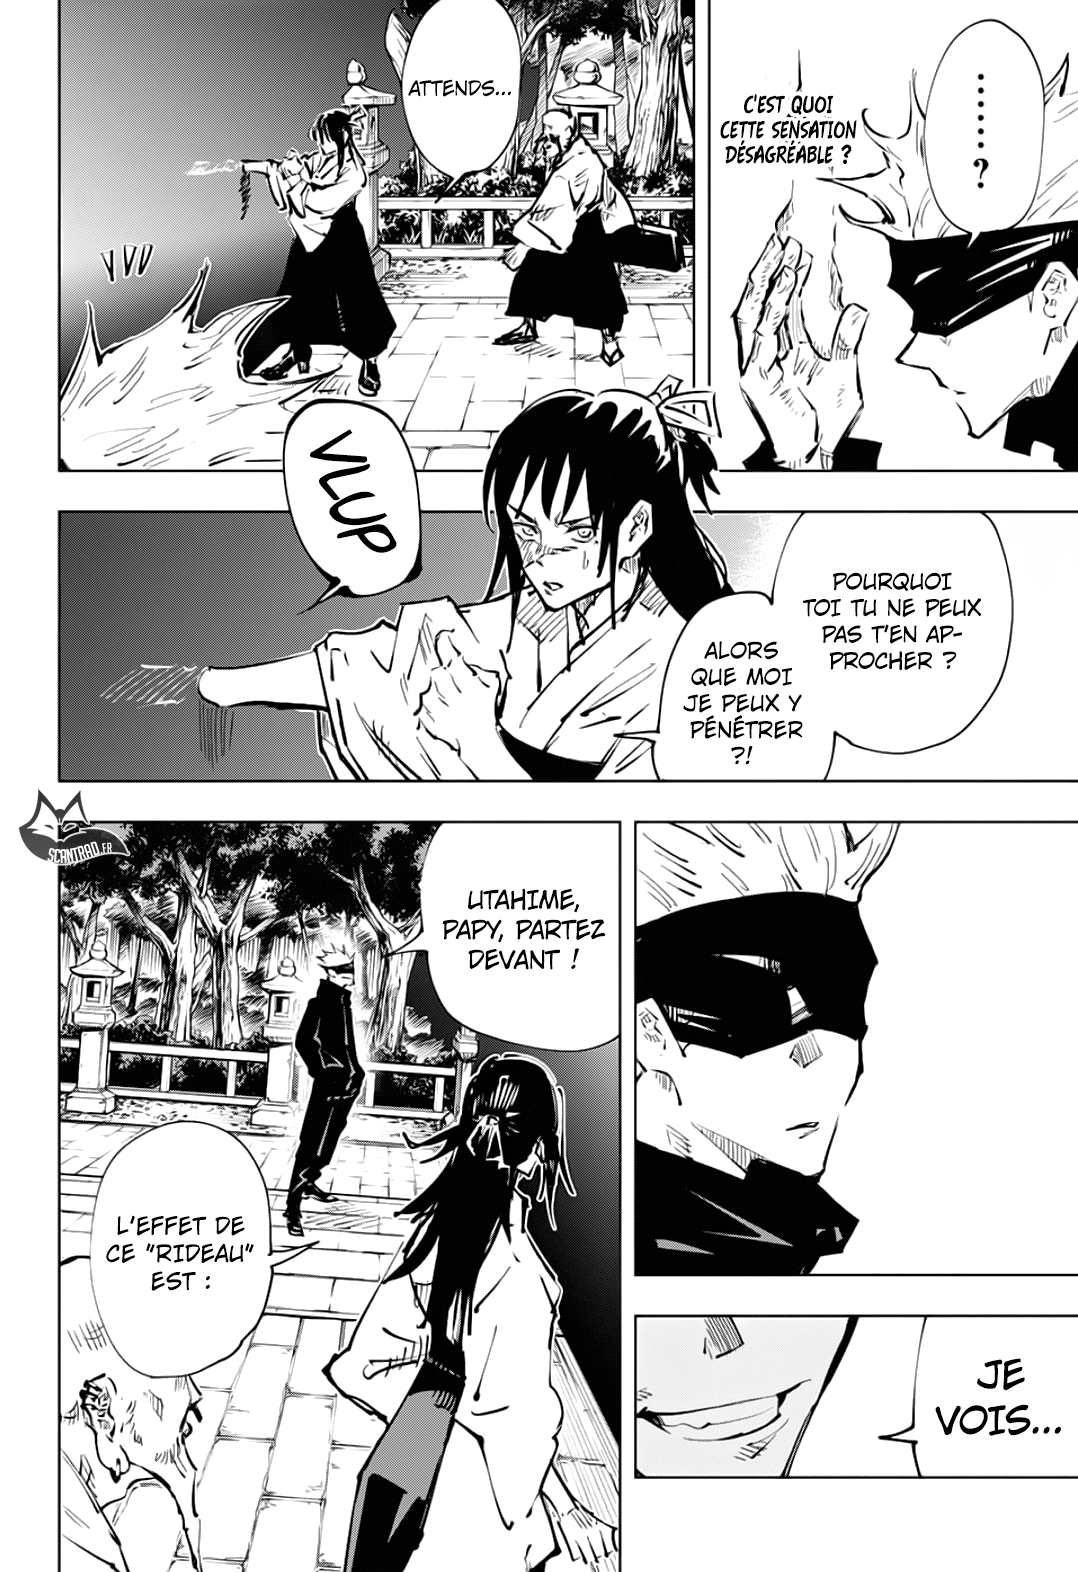 ......?
C'EST QUOI
CETTE SENSATION
DÉSAGRÉABLE ?
ATTENDS...
VLUP
POURQUOI
TOI TU NE PEUX
PAS T'EN AP-
PROCHER ?
ALORS
QUE MOI
JE PEUX Y
PÉNÉTRER
?!
JE
VOIS...
UTAHIME,
PAPY, PARTEZ
DEVANT !
L'EFFET DE
CE "RIDEAU"
EST :
SCANTRAD.FR